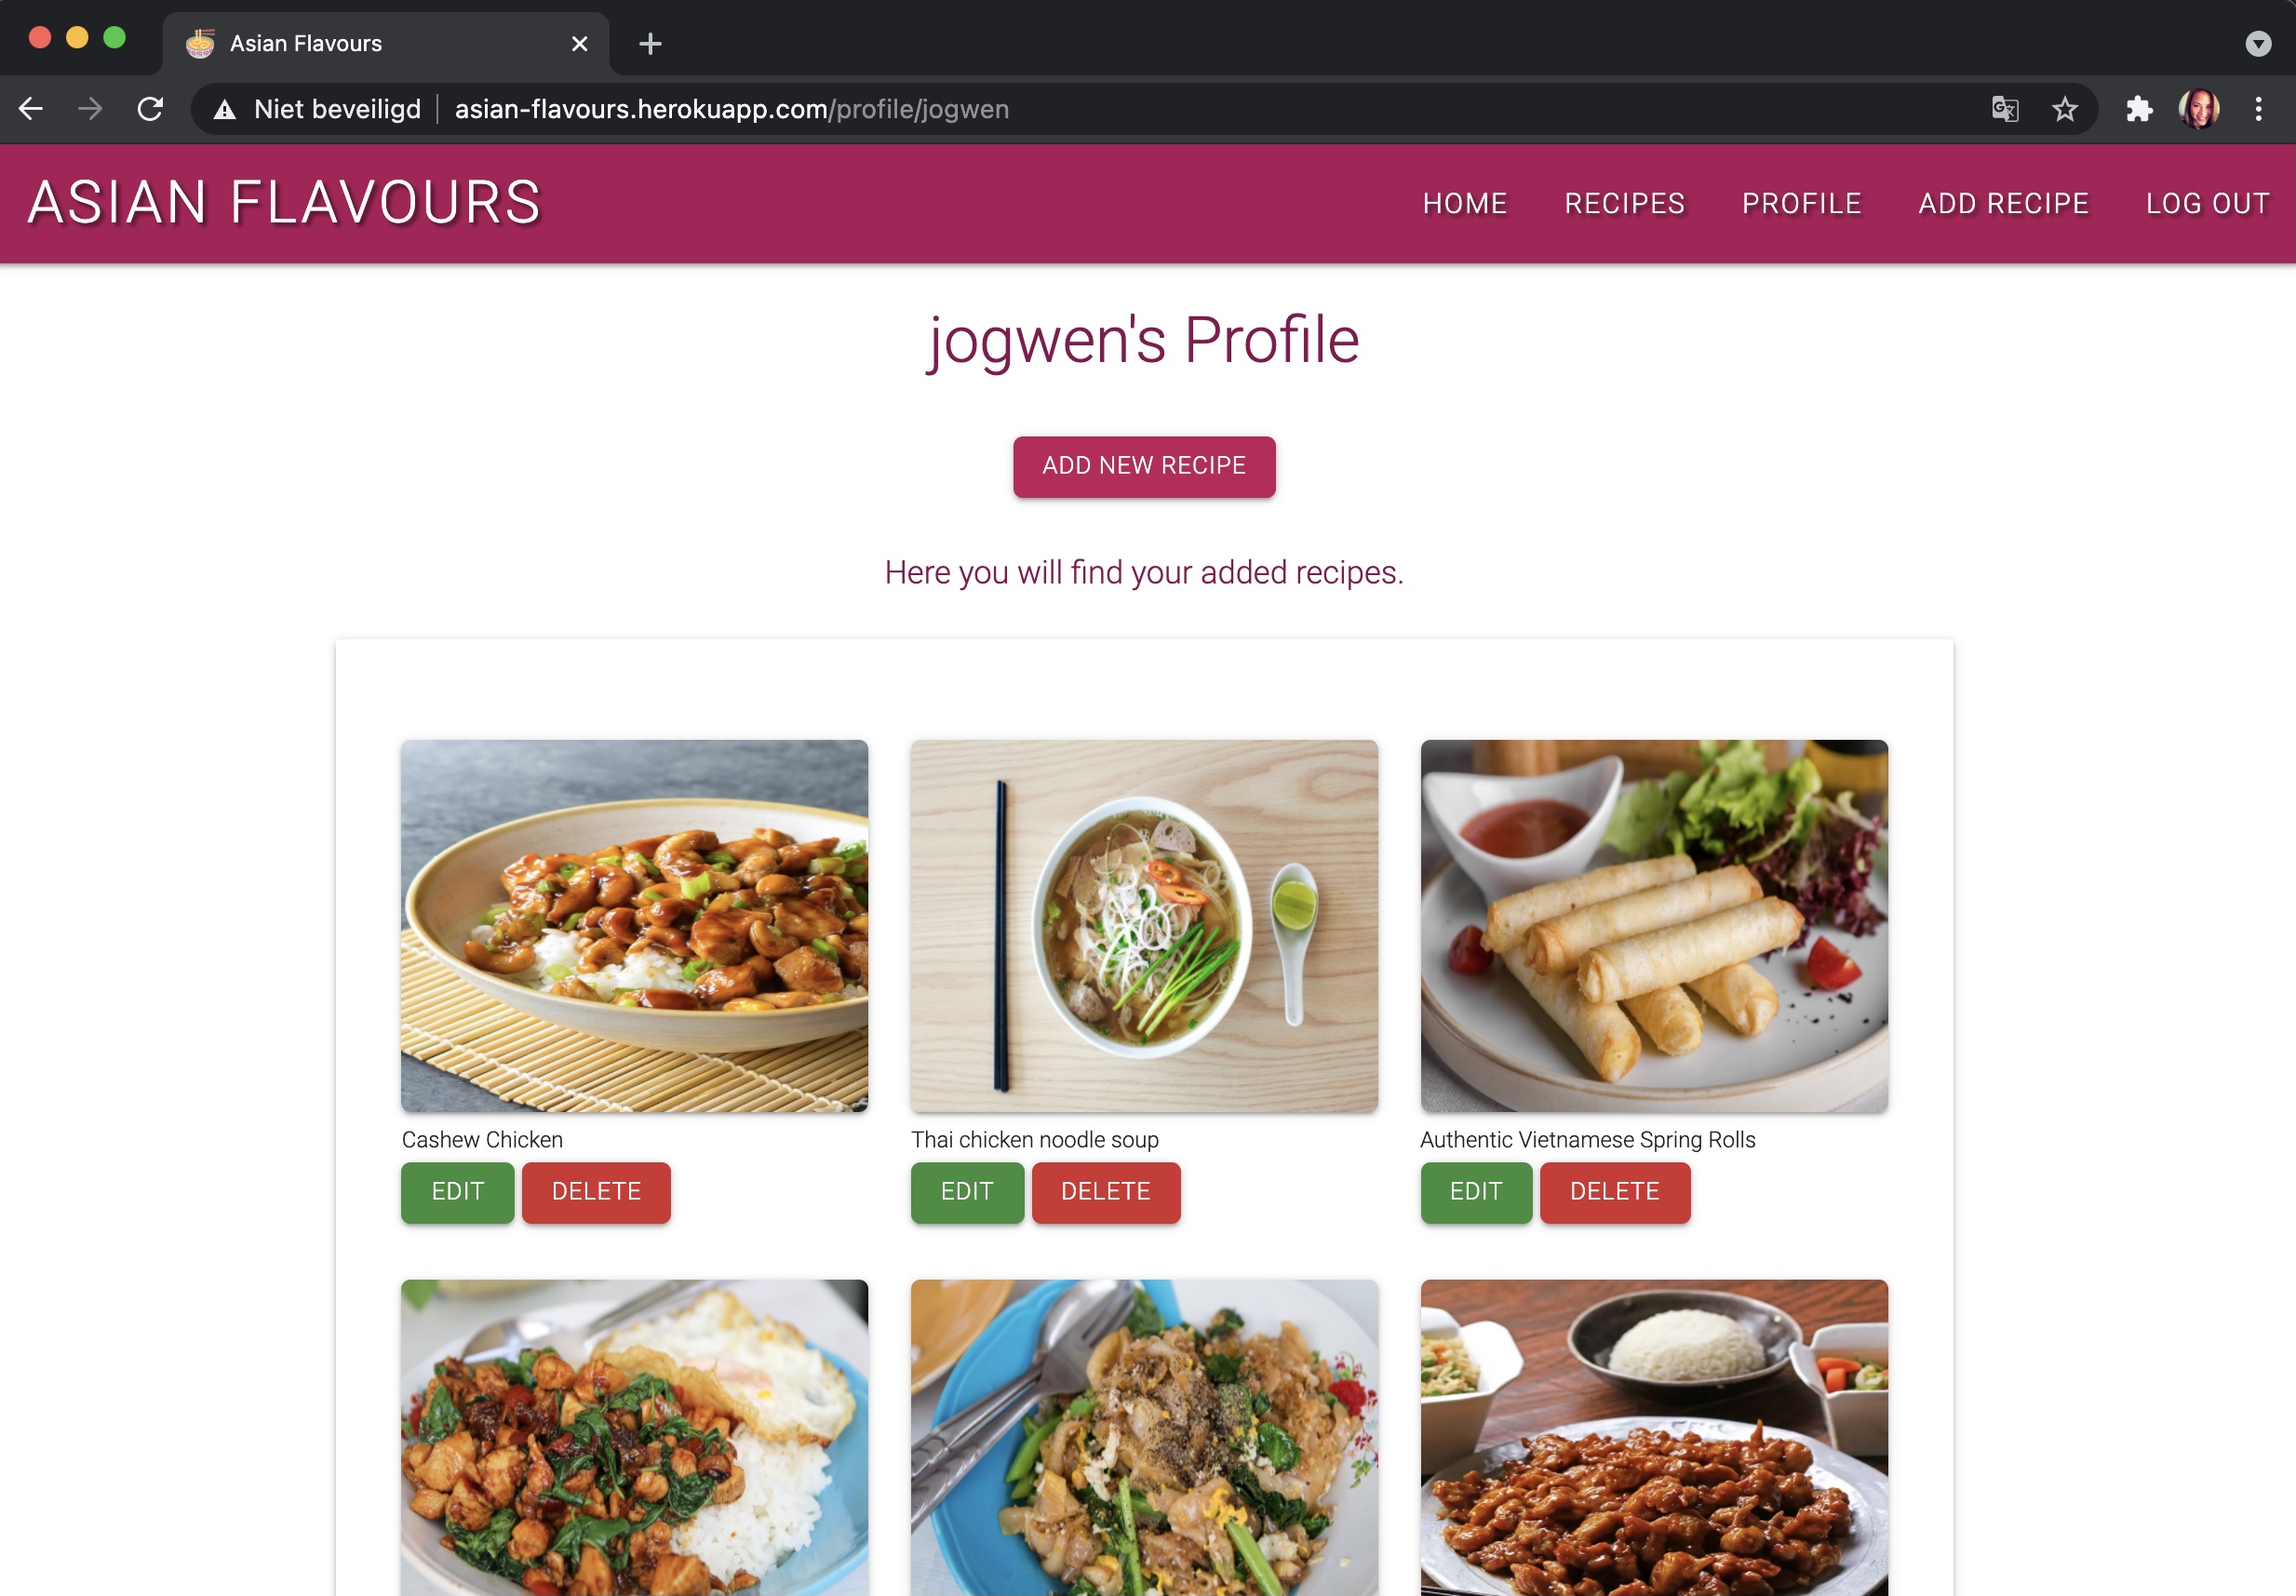 Asian Flavours
Niet beveiligd asian-flavours.herokuapp.com/profile/jogwen
ASIAN FLAVOURS HOME RECIPES PROFILE ADD RECIPE LOG OUT
jogwen's Profile
ADD NEW RECIPE
Here you will find your added recipes.
Cashew Chicken Thai chicken noodle soup Authentic Vietnamese Spring Rolls
EDIT DELETE EDIT DELETE EDIT DELETE